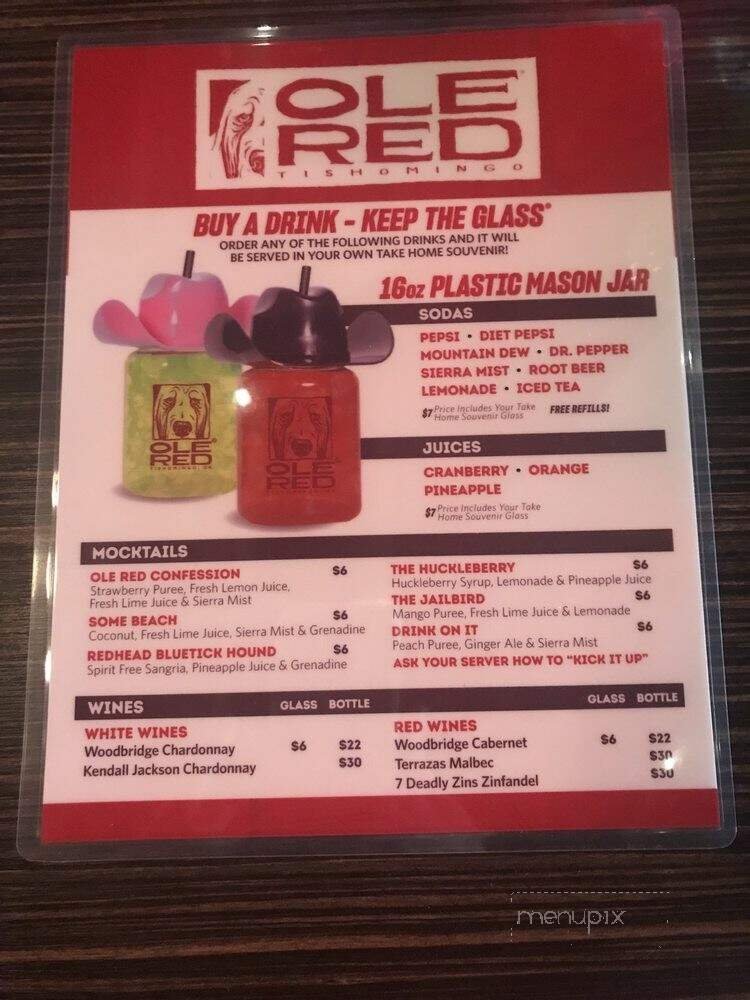 OLE
RED
TISHOMINGO
BUY A DRINK - KEEP THE GLASS*
ORDER ANY OF THE FOLLOWING DRINKS AND IT WILL
BE SERVED IN YOUR OWN TAKE HOME SOUVENIR!
16oz PLASTIC MASON JAR
SODAS
PEPSI • DIET PEPSI
MOUNTAIN DEW • DR. PEPPER
SIERRA MIST • ROOT BEER
LEMONADE • ICED TEA
$7 Price Includes Your Take
Home Souvenir Glass
FREE REFILLS!
OLE
RED
TISHOMINGO, OK
OLE
RED
JUICES
CRANBERRY • ORANGE
PINEAPPLE
$7 Price Includes Your Take
Home Souvenir Glass
MOCKTAILS
OLE RED CONFESSION $6
Strawberry Puree, Fresh Lemon Juice,
Fresh Lime Juice & Sierra Mist
SOME BEACH $6
Coconut, Fresh Lime Juice, Sierra Mist & Grenadine
REDHEAD BLUETICK HOUND $6
Spirit Free Sangria, Pineapple Juice & Grenadine
THE HUCKLEBERRY $6
Huckleberry Syrup, Lemonade & Pineapple Juice
THE JAILBIRD $6
Mango Puree, Fresh Lime Juice & Lemonade
DRINK ON IT $6
Peach Puree, Ginger Ale & Sierra Mist
ASK YOUR SERVER HOW TO "KICK IT UP"
WINES GLASS BOTTLE
WHITE WINES
Woodbridge Chardonnay $6 $22
Kendall Jackson Chardonnay $30
GLASS BOTTLE
RED WINES
Woodbridge Cabernet $6 $22
Terrazas Malbec $30
7 Deadly Zins Zinfandel $30
menupix